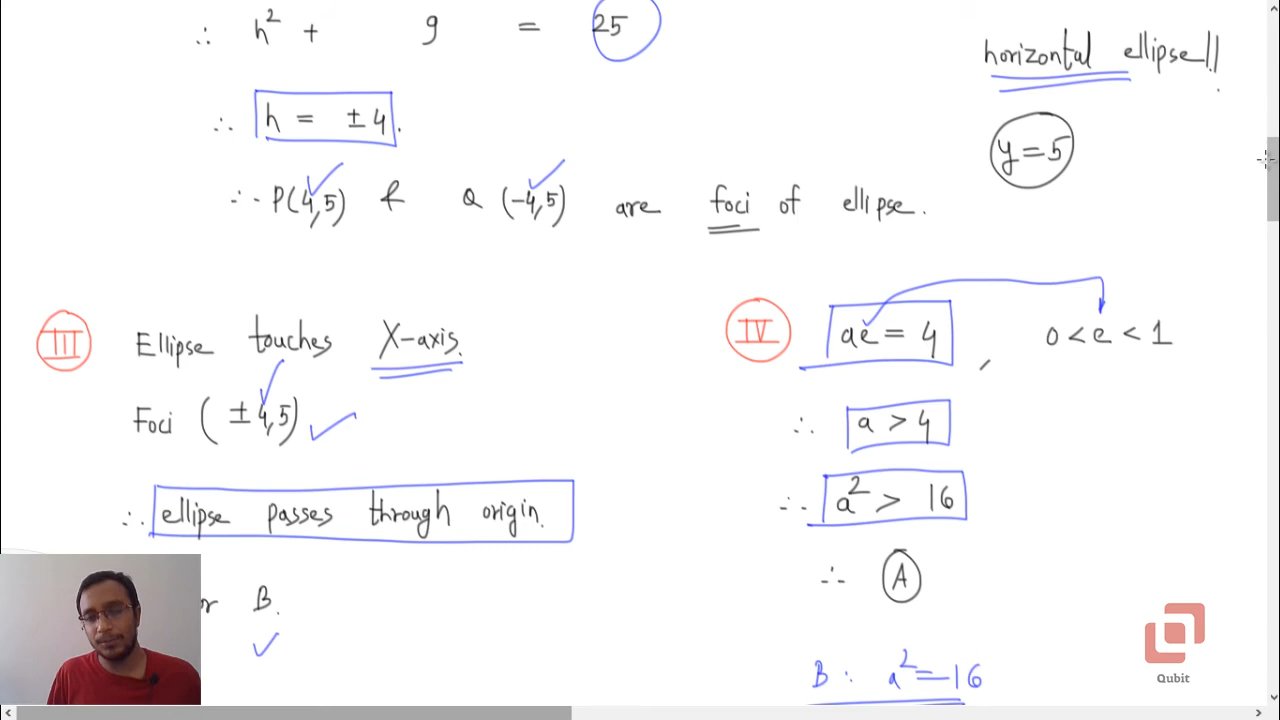 ∴ h² + 9 = 25
horizontal ellipse!!
∴ h = ±4.
y=5
∴ P(4,5) & Q (-4,5) are foci of ellipse.
III Ellipse touches X-axis.
Foci (±4,5)
∴ ellipse passes through origin.
or B.
IV ae = 4 , 0 < e < 1
∴ a > 4
∴ a² > 16
∴ A
B : a² = 16
Qubit